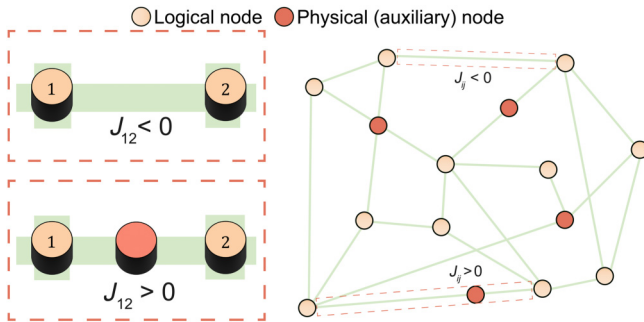 Logical node Physical (auxiliary) node
1 2
J12 < 0
1 2
J12 > 0
Jij < 0
Jij > 0